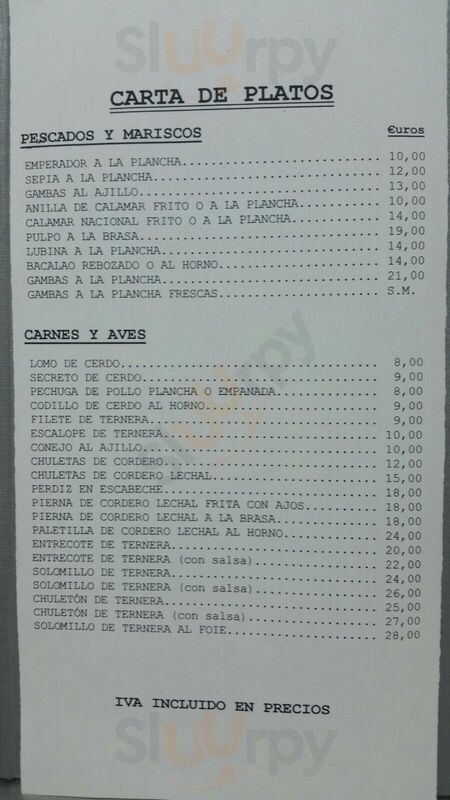 Sluurpy
CARTA DE PLATOS
PESCADOS Y MARISCOS €uros
EMPERADOR A LA PLANCHA............................ 10,00
SEPIA A LA PLANCHA................................ 12,00
GAMBAS AL AJILLO.................................. 13,00
ANILLA DE CALAMAR FRITO O A LA PLANCHA............ 10,00
CALAMAR NACIONAL FRITO O A LA PLANCHA............. 14,00
PULPO A LA BRASA.................................. 19,00
LUBINA A LA PLANCHA............................... 14,00
BACALAO REBOZADO O AL HORNO....................... 14,00
GAMBAS A LA PLANCHA............................... 21,00
GAMBAS A LA PLANCHA FRESCAS....................... S.M.
CARNES Y AVES
LOMO DE CERDO..................................... 8,00
SECRETO DE CERDO.................................. 9,00
PECHUGA DE POLLO PLANCHA O EMPANADA............... 8,00
CODILLO DE CERDO AL HORNO......................... 9,00
FILETE DE TERNERA................................. 9,00
ESCALOPE DE TERNERA............................... 10,00
CONEJO AL AJILLO.................................. 10,00
CHULETAS DE CORDERO............................... 12,00
CHULETAS DE CORDERO LECHAL........................ 15,00
PERDIZ EN ESCABECHE............................... 18,00
PIERNA DE CORDERO LECHAL FRITA CON AJOS........... 18,00
PIERNA DE CORDERO LECHAL A LA BRASA............... 18,00
PALETILLA DE CORDERO LECHAL AL HORNO.............. 24,00
ENTRECOTE DE TERNERA.............................. 20,00
ENTRECOTE DE TERNERA (con salsa).................. 22,00
SOLOMILLO DE TERNERA.............................. 24,00
SOLOMILLO DE TERNERA (con salsa).................. 26,00
CHULETÓN DE TERNERA............................... 25,00
CHULETÓN DE TERNERA (con salsa)................... 27,00
SOLOMILLO DE TERNERA AL FOIE...................... 28,00
Sluurpy
IVA INCLUIDO EN PRECIOS
Sluurpy